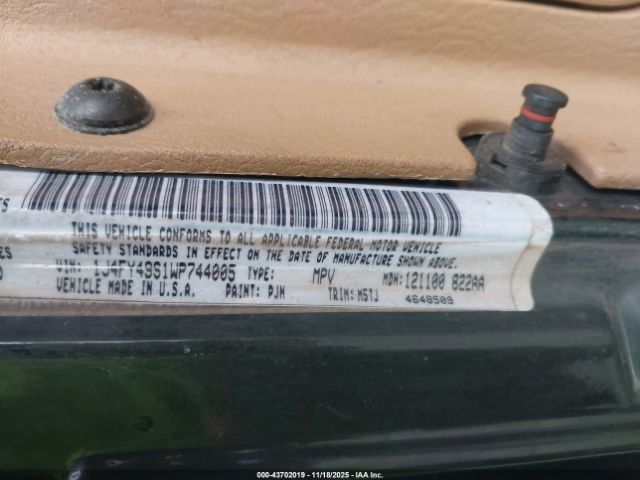 TS
THIS VEHICLE CONFORMS TO ALL APPLICABLE FEDERAL MOTOR VEHICLE
SAFETY STANDARDS IN EFFECT ON THE DATE OF MANUFACTURE SHOWN ABOVE.
VIN: 1J4FY49S1WP744005 TYPE: MPV MDH: 121100 822AA
VEHICLE MADE IN U.S.A. PAINT: PJN TRIM: M5TJ 4648509
000-43702019 | 11/18/2025 - IAA Inc.